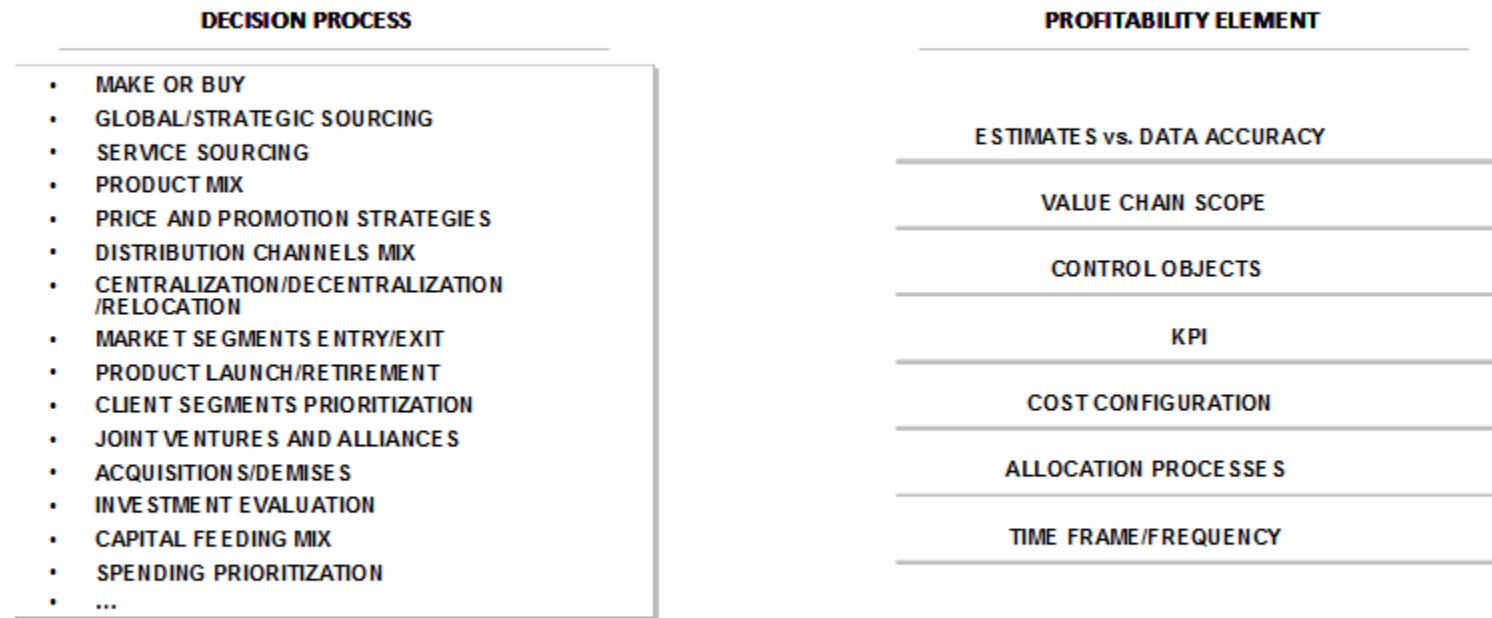 DECISION PROCESS
• MAKE OR BUY
• GLOBAL/STRATEGIC SOURCING
• SERVICE SOURCING
• PRODUCT MIX
• PRICE AND PROMOTION STRATEGIES
• DISTRIBUTION CHANNELS MIX
• CENTRALIZATION/DECENTRALIZATION
/RELOCATION
• MARKET SEGMENTS ENTRY/EXIT
• PRODUCT LAUNCH/RETIREMENT
• CLIENT SEGMENTS PRIORITIZATION
• JOINT VENTURES AND ALLIANCES
• ACQUISITIONS/DEMISES
• INVESTMENT EVALUATION
• CAPITAL FEEDING MIX
• SPENDING PRIORITIZATION
• ...
PROFITABILITY ELEMENT
ESTIMATES vs. DATA ACCURACY
VALUE CHAIN SCOPE
CONTROL OBJECTS
KPI
COST CONFIGURATION
ALLOCATION PROCESSES
TIME FRAME/FREQUENCY